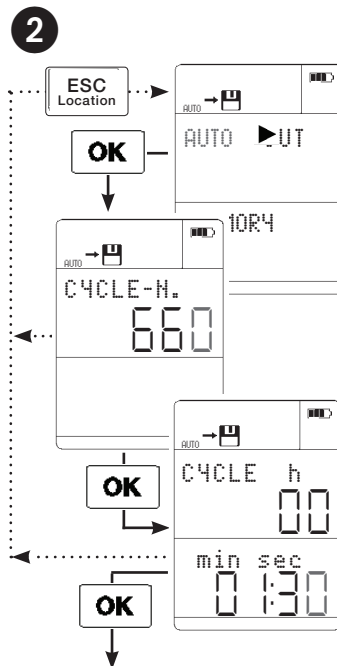 2
ESC
Location
AUTO
AUTO UT
OK
10RY
AUTO
CYCLE-N.
660
AUTO
CYCLE h
00
OK
min sec
01:30
OK